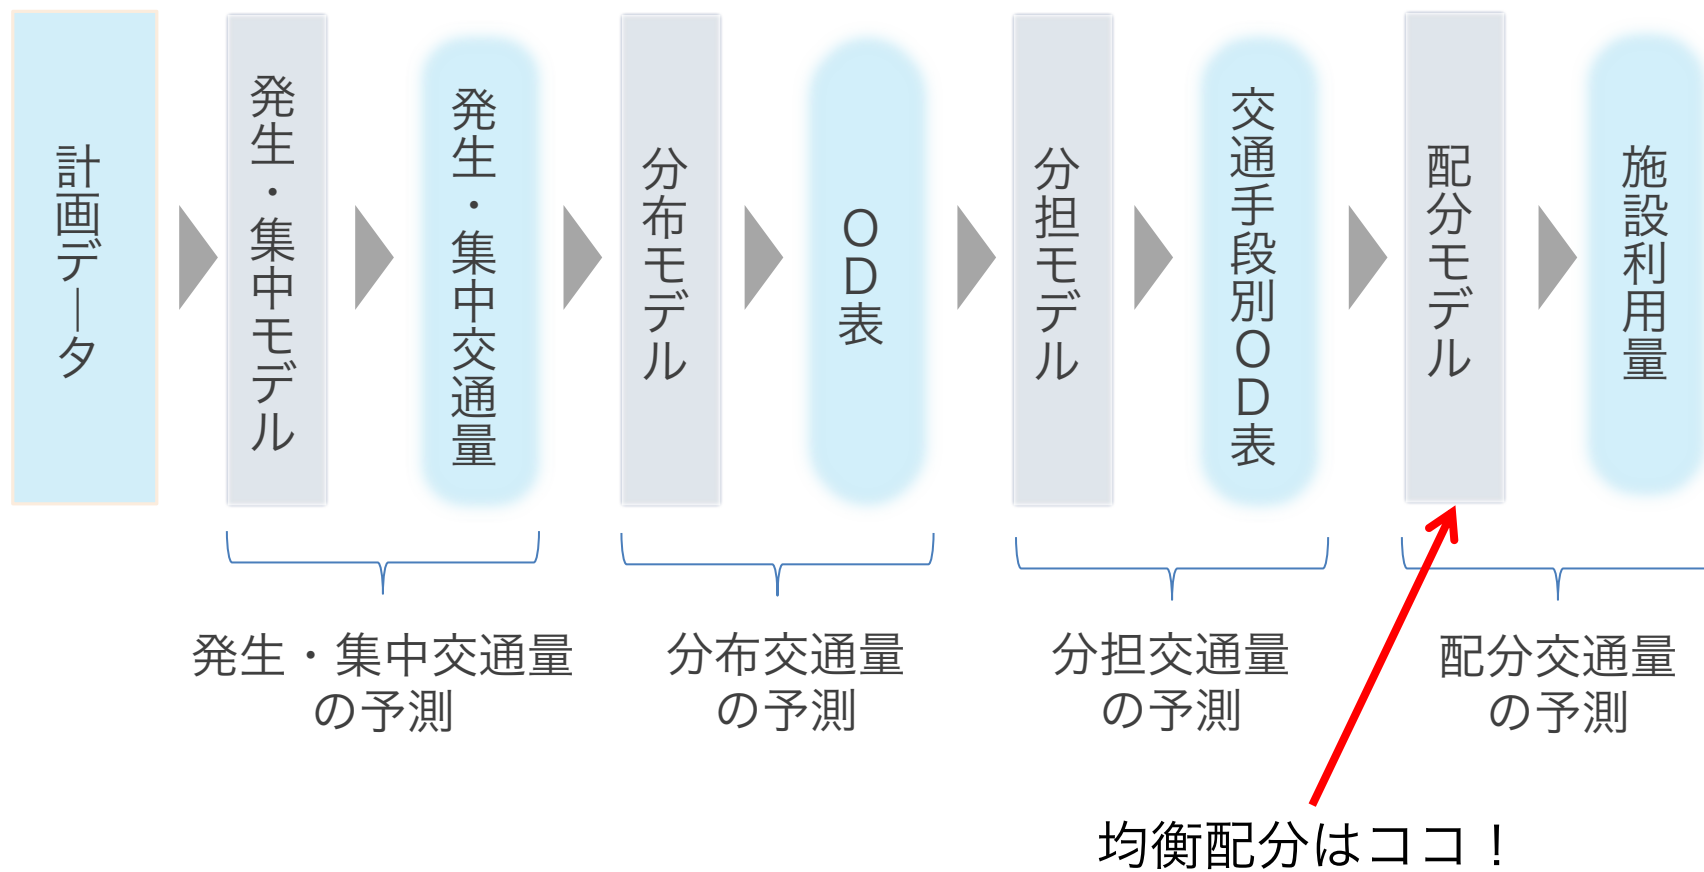 計画データ
発生・集中モデル
発生・集中交通量
分布モデル
ＯＤ表
分担モデル
交通手段別ＯＤ表
配分モデル
施設利用量
発生・集中交通量
の予測
分布交通量
の予測
分担交通量
の予測
配分交通量
の予測
均衡配分はココ！